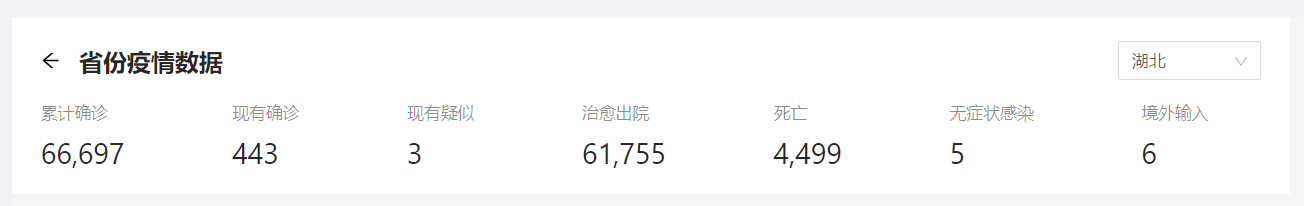 省份疫情数据
湖北
累计确诊 现有确诊 现有疑似 治愈出院 死亡 无症状感染 境外输入
66,697 443 3 61,755 4,499 5 6